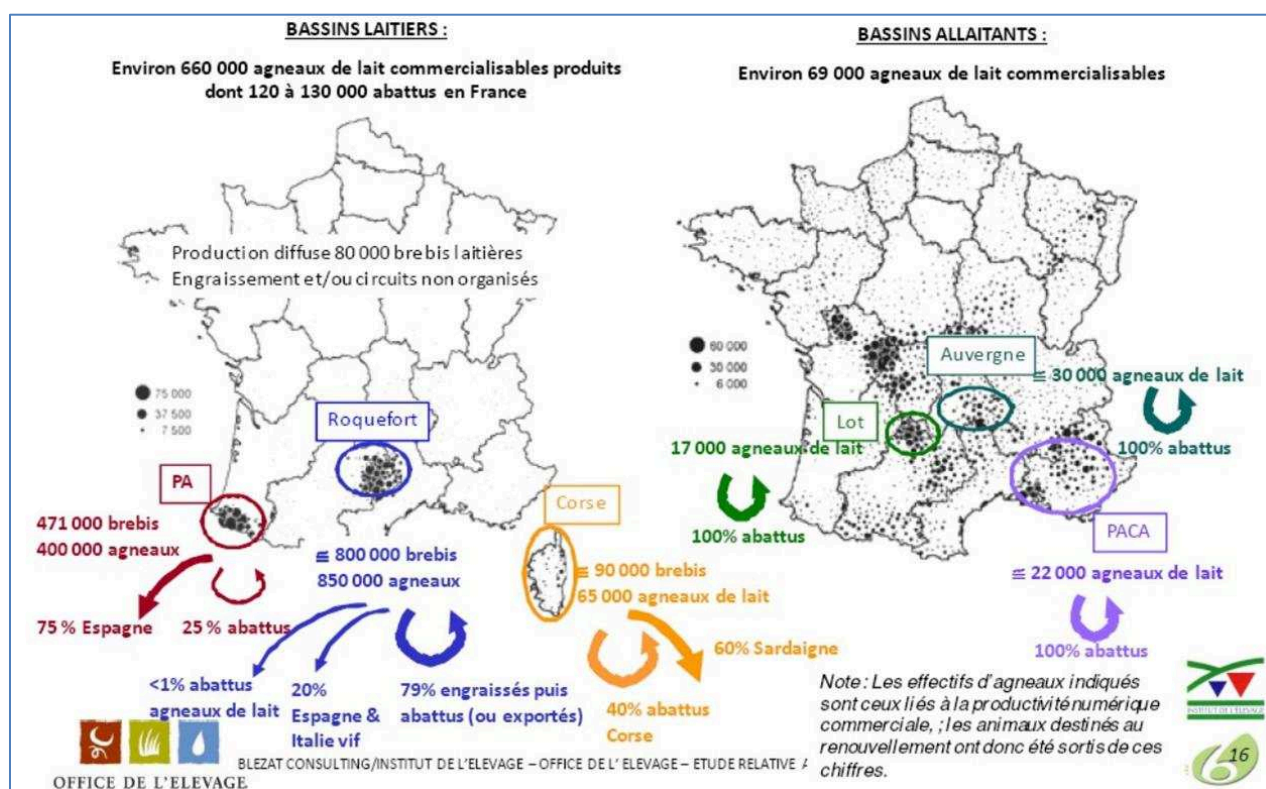 BASSINS LAITIERS :
Environ 660 000 agneaux de lait commercialisables produits
dont 120 à 130 000 abattus en France
Production diffuse 80 000 brebis laitières
Engraissement et/ou circuits non organisés
75 000
37 500
7 500
Roquefort
PA
Corse
471 000 brebis
400 000 agneaux
75 % Espagne
25 % abattus
≅ 800 000 brebis
850 000 agneaux
<1% abattus
agneaux de lait
20%
Espagne &
Italie vif
79% engraissés puis
abattus (ou exportés)
≅ 90 000 brebis
65 000 agneaux de lait
60% Sardaigne
40% abattus
Corse
BASSINS ALLAITANTS :
Environ 69 000 agneaux de lait commercialisables
60 000
30 000
6 000
Auvergne
≅ 30 000 agneaux de lait
100% abattus
Lot
17 000 agneaux de lait
100% abattus
PACA
≅ 22 000 agneaux de lait
100% abattus
Note : Les effectifs d'agneaux indiqués
sont ceux liés à la productivité numérique
commerciale, ; les animaux destinés au
renouvellement ont donc été sortis de ces
chiffres.
INSTITUT DE L'ELEVAGE
16
OFFICE DE L'ELEVAGE
BLEZAT CONSULTING/INSTITUT DE L'ELEVAGE – OFFICE DE L' ELEVAGE – ETUDE RELATIVE A